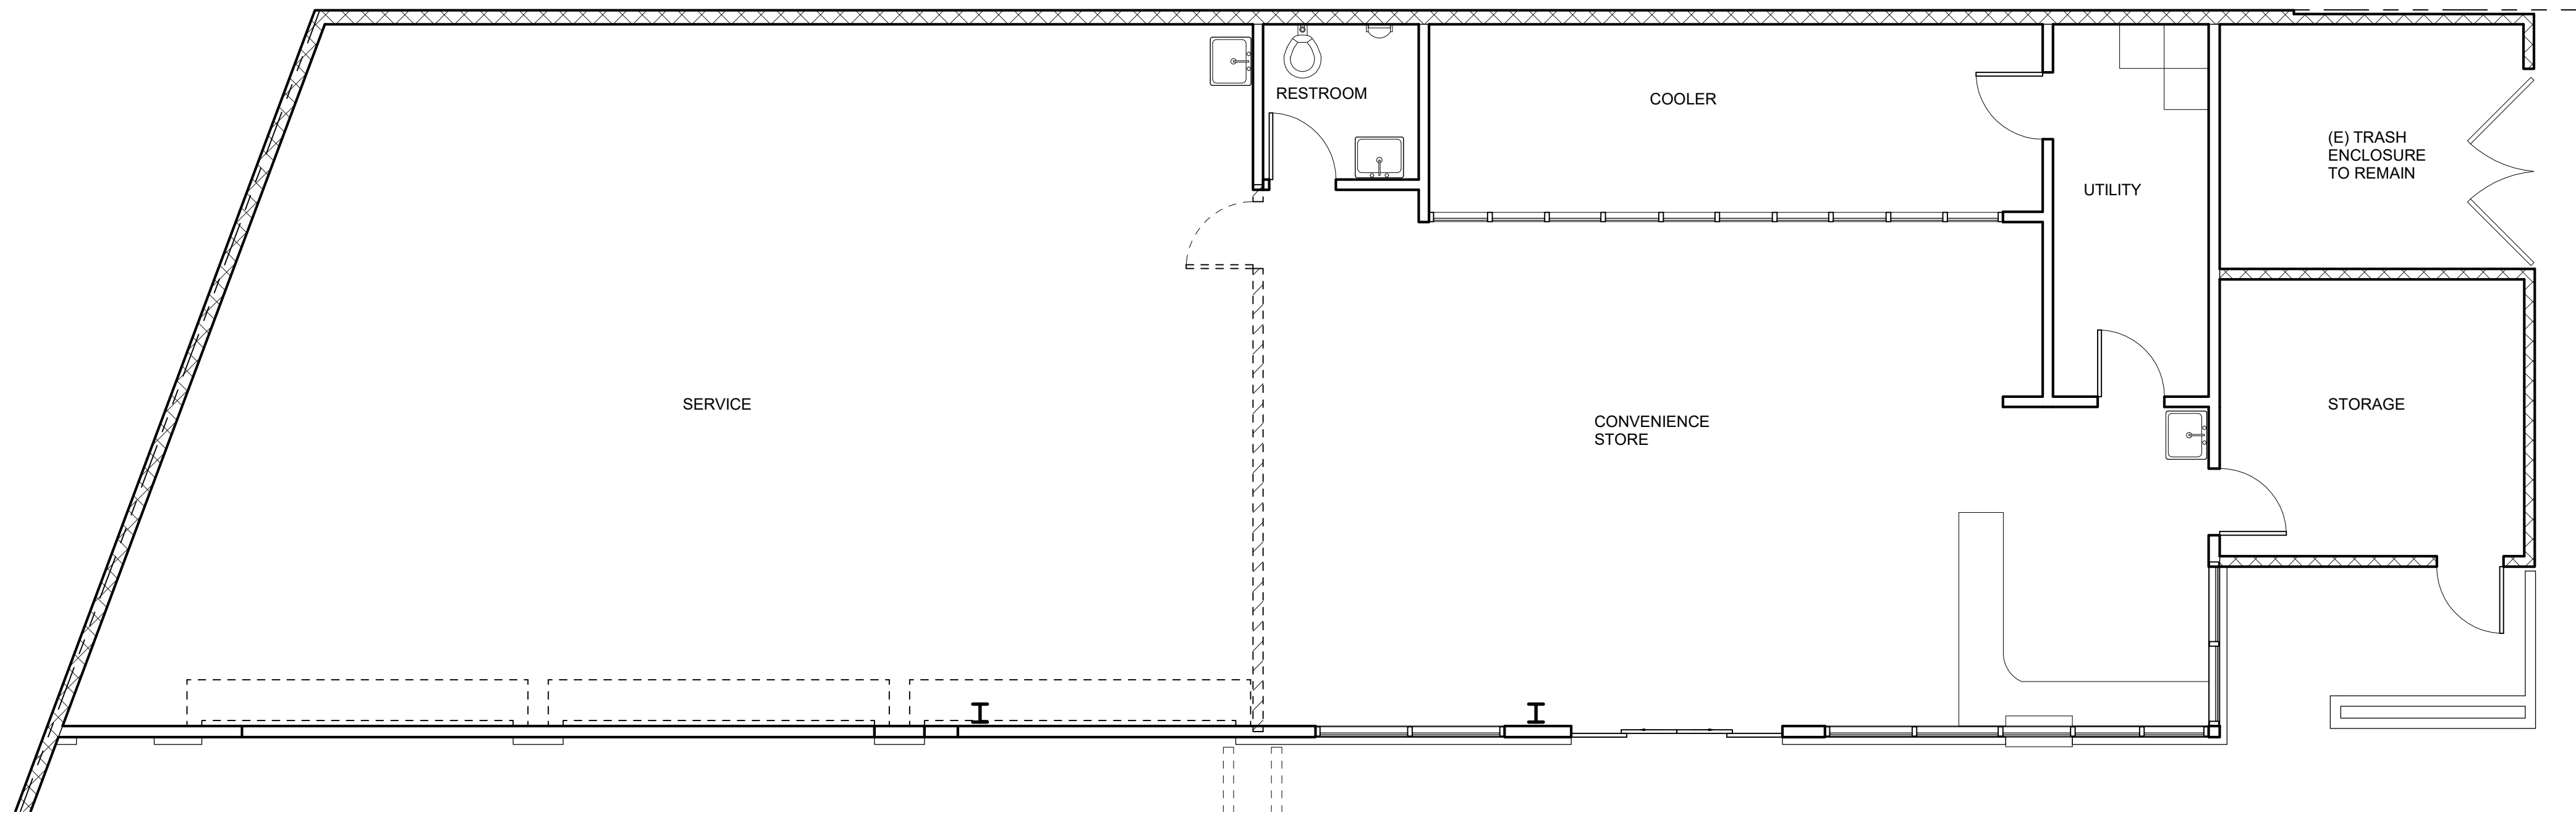 RESTROOM
COOLER
(E) TRASH
ENCLOSURE
TO REMAIN
UTILITY
SERVICE
CONVENIENCE
STORE
STORAGE